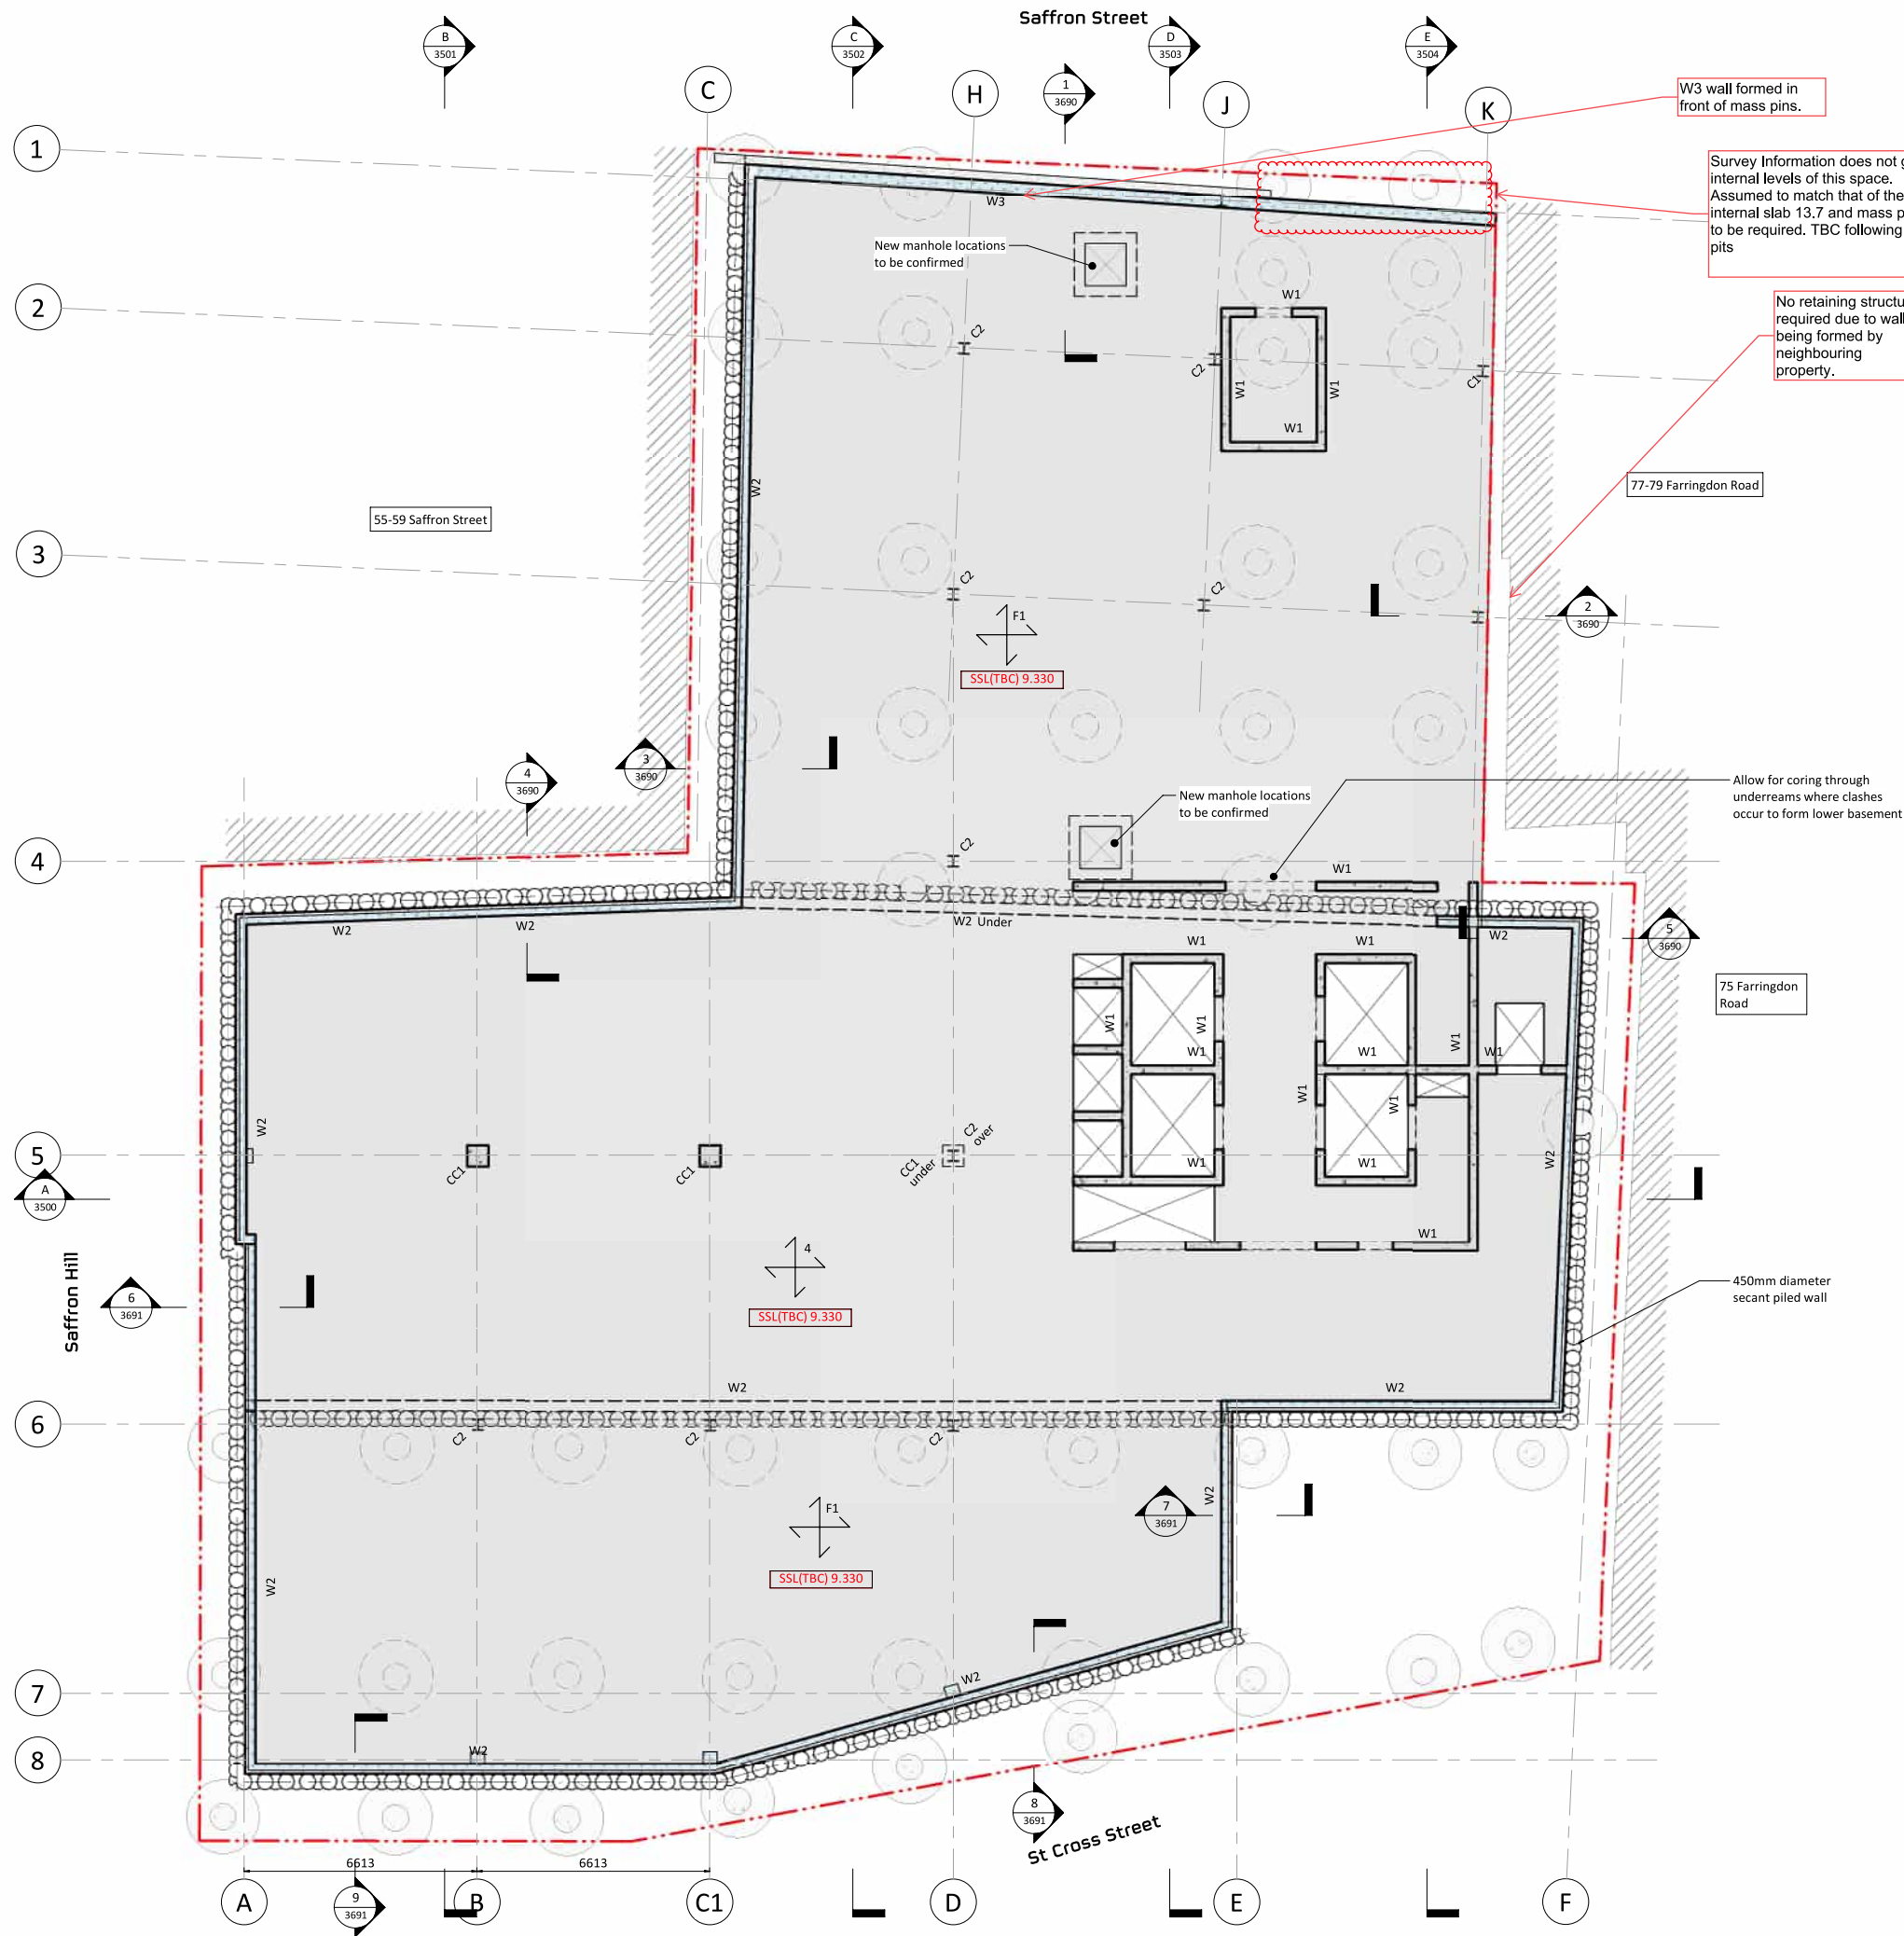 Saffron Street
B
3501
C
3502
D
3503
E
3504
1
3690
C
H
J
K
W3 wall formed in
front of mass pins.
1
Survey Information does not
internal levels of this space.
Assumed to match that of the
internal slab 13.7 and mass
to be required. TBC following
pits
W3
New manhole locations
to be confirmed
No retaining
required due to wall
being formed by
neighbouring
property.
2
W1
C2
C2
W1
W1
C1
W1
W2
55-59 Saffron Street
77-79 Farringdon Road
3
C2
C2
F1
2
3690
SSL(TBC) 9.330
3
3690
4
3690
New manhole locations
to be confirmed
Allow for coring through
underreams where clashes
occur to form lower basement
4
C2
W1
W2
W2
W2 Under
W2
W1
W1
5
3690
75 Farringdon
Road
W1
W1
W1
W1
W1
W1
W2
W1
W1
5
CC1
CC1
CC1
under
C2
over
W1
W1
W2
A
3500
W1
4
SSL(TBC) 9.330
Saffron Hill
6
3691
450mm diameter
secant piled wall
W2
W2
6
C2
C2
C2
F1
7
3691
W2
SSL(TBC) 9.330
W2
W2
7
W2
8
8
3691
St Cross Street
6613
6613
A
9
3691
B
C1
D
E
F